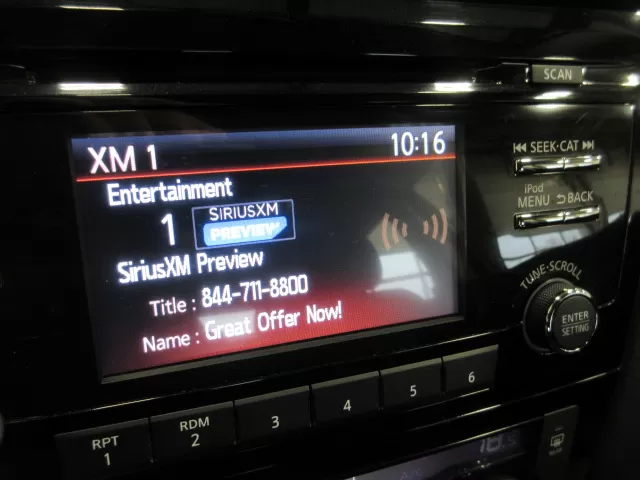 SCAN
XM 1 10:16
SEEK·CAT
Entertainment
iPod
MENU BACK
1 SIRIUSXM
PREVIEW
SiriusXM Preview
TUNE·SCROLL
Title : 844-711-8800
Name : Great Offer Now!
ENTER
SETTING
RPT
1
RDM
2
3
4
5
6